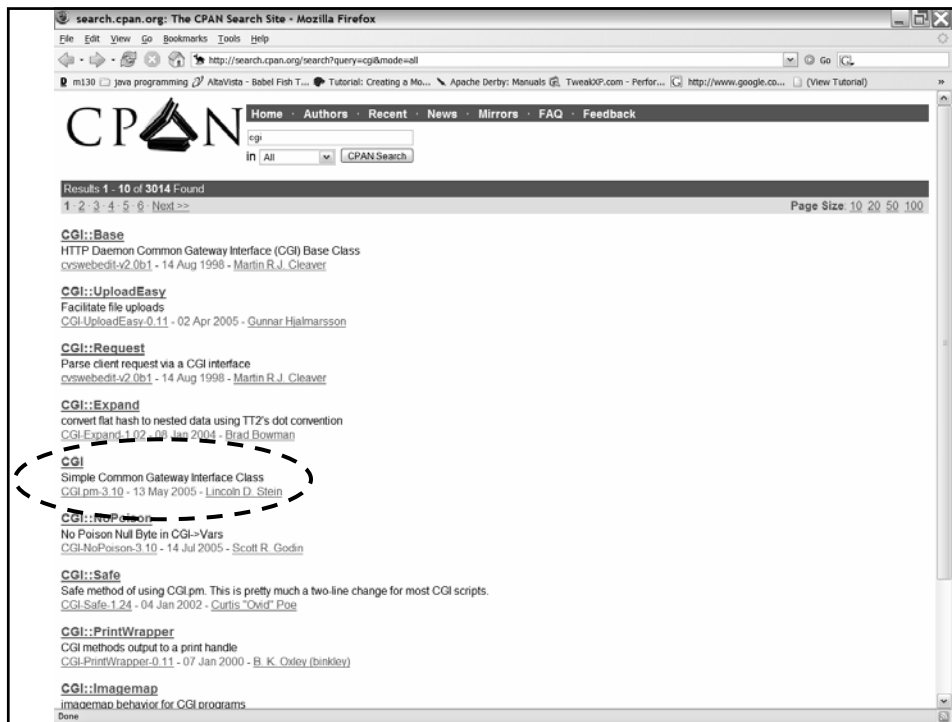 search.cpan.org: The CPAN Search Site - Mozilla Firefox
File Edit View Go Bookmarks Tools Help
http://search.cpan.org/search?query=cgi&mode=all
Go
m130 java programming AltaVista - Babel Fish T... Tutorial: Creating a Mo... Apache Derby: Manuals TweakXP.com - Perfor... http://www.google.co... (View Tutorial) »
CPAN
Home · Authors · Recent · News · Mirrors · FAQ · Feedback
cgi
in All CPAN Search
Results 1 - 10 of 3014 Found
1 · 2 · 3 · 4 · 5 · 6 · Next >> Page Size: 10 20 50 100
CGI::Base
HTTP Daemon Common Gateway Interface (CGI) Base Class
cvswebedit-v2.0b1 - 14 Aug 1998 - Martin R.J. Cleaver
CGI::UploadEasy
Facilitate file uploads
CGI-UploadEasy-0.11 - 02 Apr 2005 - Gunnar Hjalmarsson
CGI::Request
Parse client request via a CGI interface
cvswebedit-v2.0b1 - 14 Aug 1998 - Martin R.J. Cleaver
CGI::Expand
convert flat hash to nested data using TT2's dot convention
CGI-Expand-1.02 - 08 Jan 2004 - Brad Bowman
CGI
Simple Common Gateway Interface Class
CGI.pm-3.10 - 13 May 2005 - Lincoln D. Stein
CGI::NoPoison
No Poison Null Byte in CGI->Vars
CGI-NoPoison-3.10 - 14 Jul 2005 - Scott R. Godin
CGI::Safe
Safe method of using CGI.pm. This is pretty much a two-line change for most CGI scripts.
CGI-Safe-1.24 - 04 Jan 2002 - Curtis "Ovid" Poe
CGI::PrintWrapper
CGI methods output to a print handle
CGI-PrintWrapper-0.11 - 07 Jan 2000 - B. K. Oxley (binkley)
CGI::Imagemap
imagemap behavior for CGI programs
Done